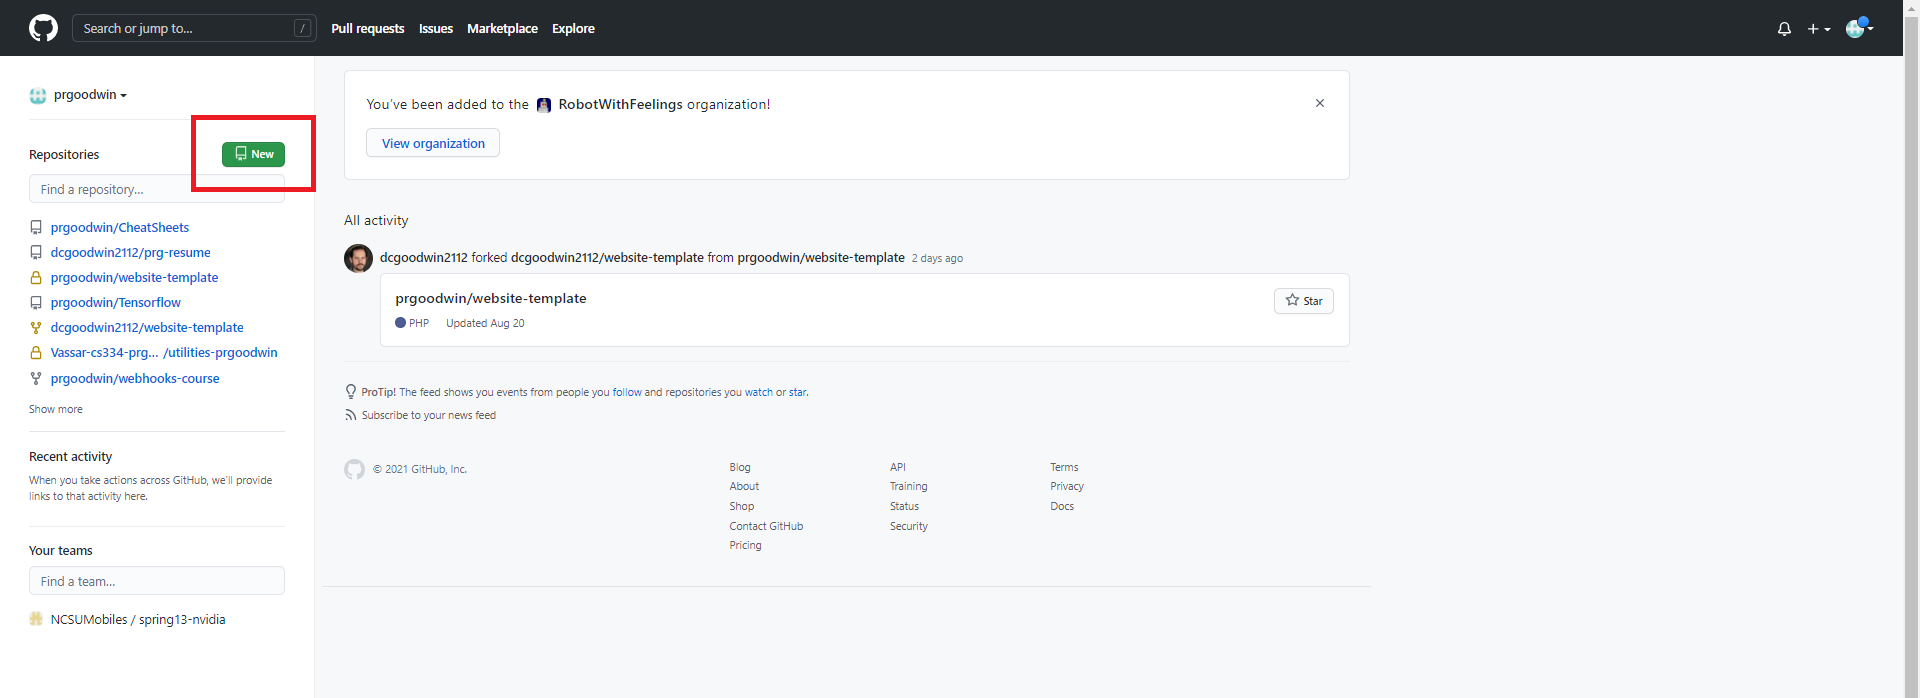 Search or jump to...
/
Pull requests
Issues
Marketplace
Explore
prgoodwin
Repositories
New
Find a repository...
prgoodwin/CheatSheets
dcgoodwin2112/prg-resume
prgoodwin/website-template
prgoodwin/Tensorflow
dcgoodwin2112/website-template
Vassar-cs334-prg... /utilities-prgoodwin
prgoodwin/webhooks-course
Show more
Recent activity
When you take actions across GitHub, we'll provide
links to that activity here.
Your teams
Find a team...
NCSUMobiles / spring13-nvidia
You've been added to the RobotWithFeelings organization!
View organization
All activity
dcgoodwin2112 forked dcgoodwin2112/website-template from prgoodwin/website-template 2 days ago
prgoodwin/website-template
Star
PHP Updated Aug 20
ProTip! The feed shows you events from people you follow and repositories you watch or star.
Subscribe to your news feed
© 2021 GitHub, Inc.
Blog
About
Shop
Contact GitHub
Pricing
API
Training
Status
Security
Terms
Privacy
Docs